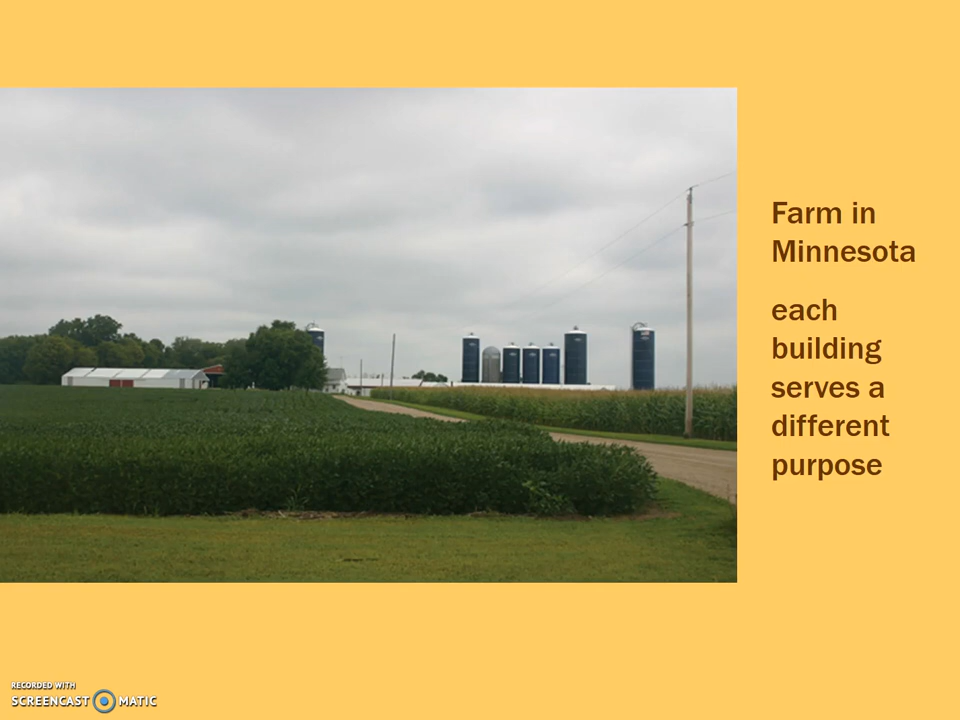 Farm in
Minnesota
each
building
serves a
different
purpose
RECORDED WITH
SCREENCAST MATIC